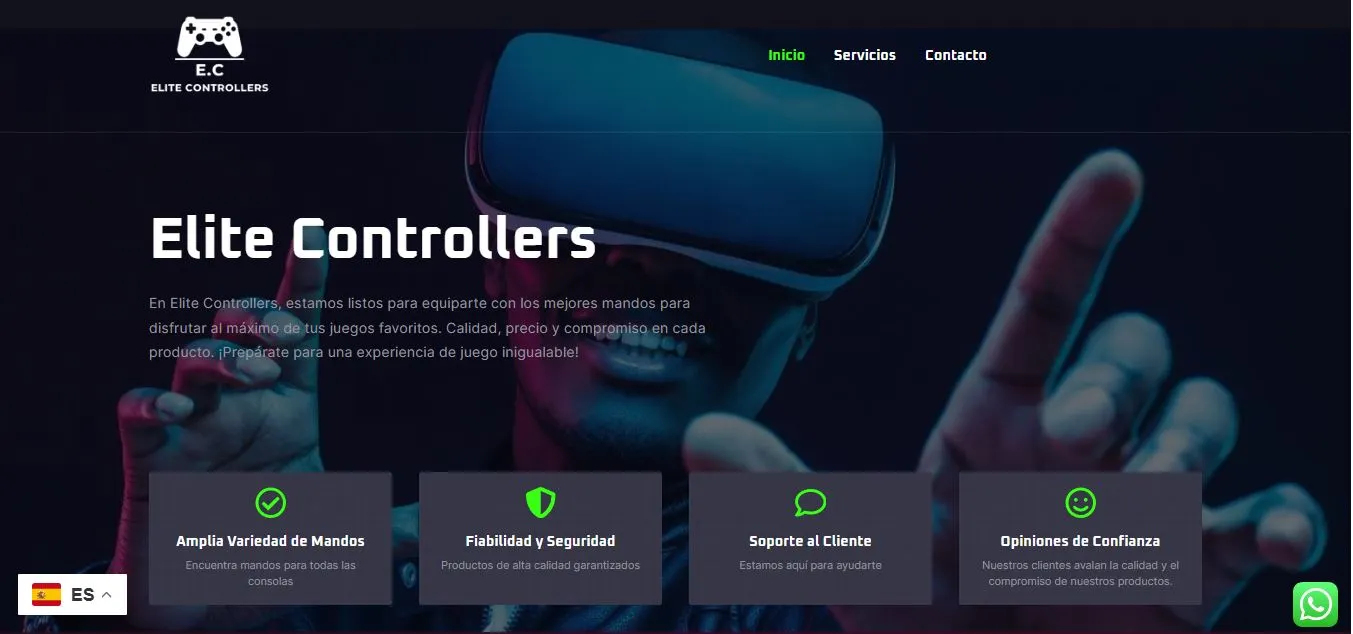 E.C
ELITE CONTROLLERS
Inicio
Servicios
Contacto
Elite Controllers
En Elite Controllers, estamos listos para equiparte con los mejores mandos para
disfrutar al máximo de tus juegos favoritos. Calidad, precio y compromiso en cada
producto. ¡Prepárate para una experiencia de juego inigualable!
Amplia Variedad de Mandos
Encuentra mandos para todas las
consolas
Fiabilidad y Seguridad
Productos de alta calidad garantizados
Soporte al Cliente
Estamos aquí para ayudarte
Opiniones de Confianza
Nuestros clientes avalan la calidad y el
compromiso de nuestros productos.
ES